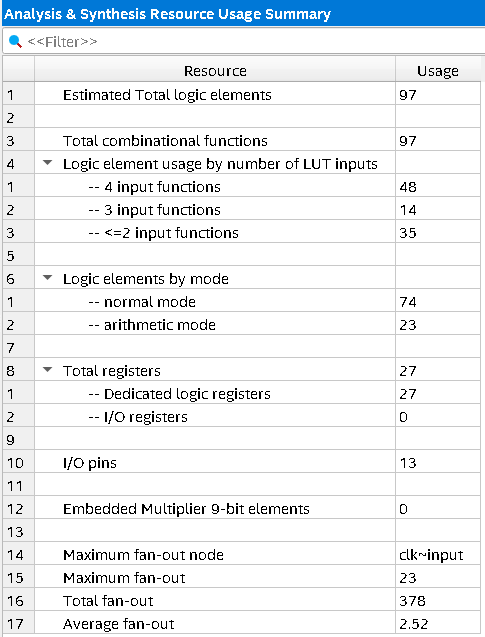 Analysis & Synthesis Resource Usage Summary
<<Filter>>
Resource Usage
1 Estimated Total logic elements 97
2
3 Total combinational functions 97
4 Logic element usage by number of LUT inputs
1 -- 4 input functions 48
2 -- 3 input functions 14
3 -- <=2 input functions 35
5
6 Logic elements by mode
1 -- normal mode 74
2 -- arithmetic mode 23
7
8 Total registers 27
1 -- Dedicated logic registers 27
2 -- I/O registers 0
9
10 I/O pins 13
11
12 Embedded Multiplier 9-bit elements 0
13
14 Maximum fan-out node clk~input
15 Maximum fan-out 23
16 Total fan-out 378
17 Average fan-out 2.52